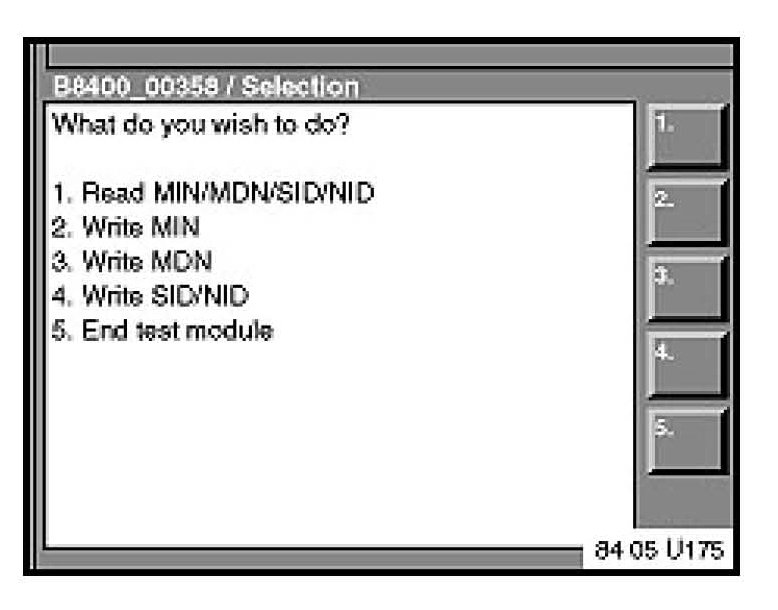 B8400_00358 / Selection
What do you wish to do?
1. Read MIN/MDN/SID/NID
2. Write MIN
3. Write MDN
4. Write SID/NID
5. End test module
1.
2.
3.
4.
5.
84 05 U175